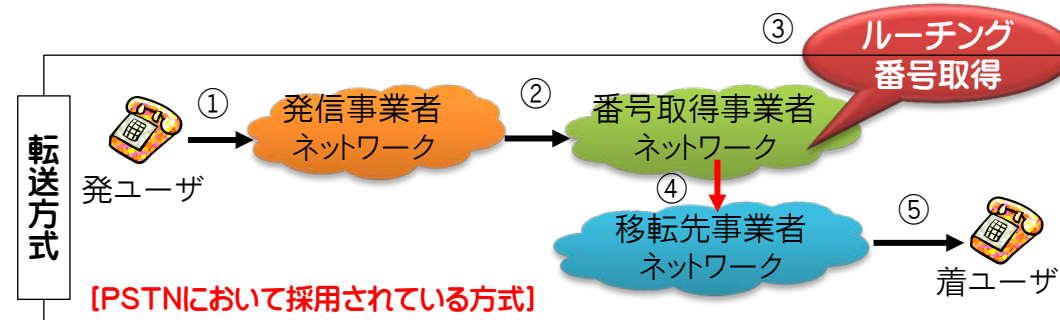 ③
ルーチング
番号取得
転送方式
①
②
発信事業者
ネットワーク
番号取得事業者
ネットワーク
発ユーザ
④
⑤
移転先事業者
ネットワーク
着ユーザ
[PSTNにおいて採用されている方式]